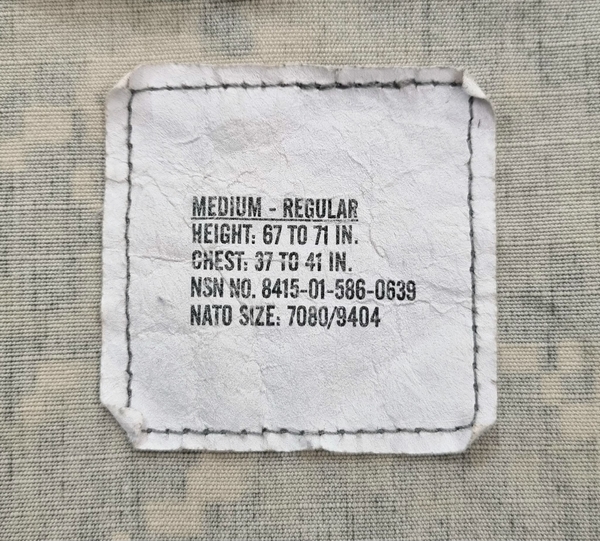 MEDIUM - REGULAR
HEIGHT: 67 TO 71 IN.
CHEST: 37 TO 41 IN.
NSN NO. 8415-01-586-0639
NATO SIZE: 7080/9404